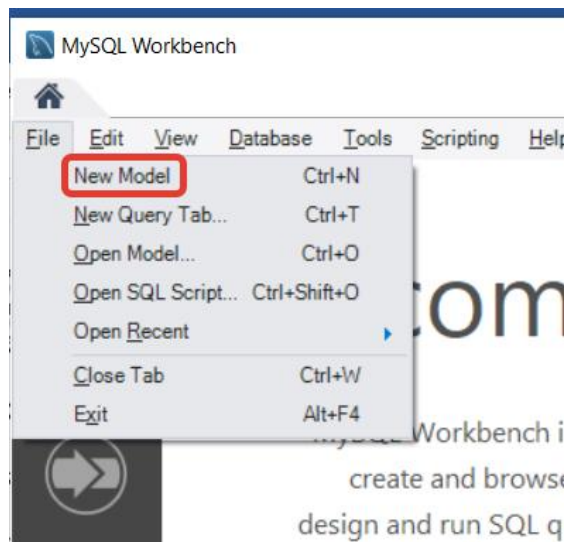 MySQL Workbench
File Edit View Database Tools Scripting Help
New Model Ctrl+N
New Query Tab... Ctrl+T
Open Model... Ctrl+O
Open SQL Script... Ctrl+Shift+O
Open Recent
Close Tab Ctrl+W
Exit Alt+F4
com
MySQL Workbench i
create and browse
design and run SQL q